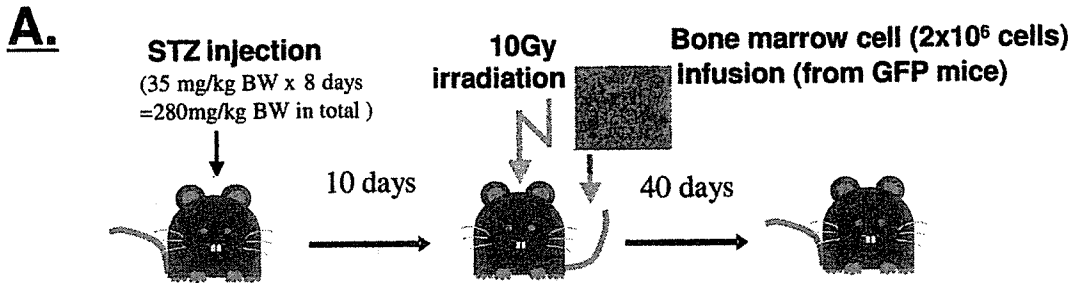 A.
STZ injection
(35 mg/kg BW x 8 days
=280mg/kg BW in total )
10Gy
irradiation
Bone marrow cell (2x10⁶ cells)
infusion (from GFP mice)
10 days
40 days